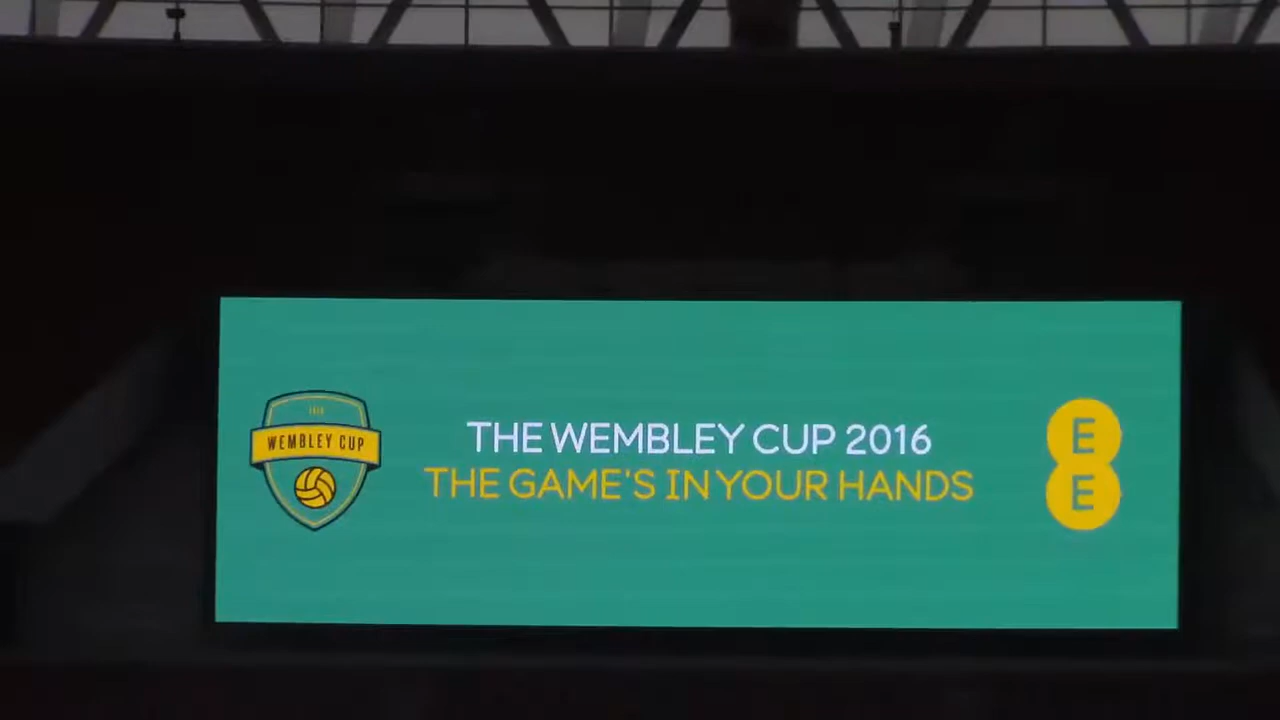 WEMBLEY CUP
THE WEMBLEY CUP 2016
THE GAME'S IN YOUR HANDS
E
E